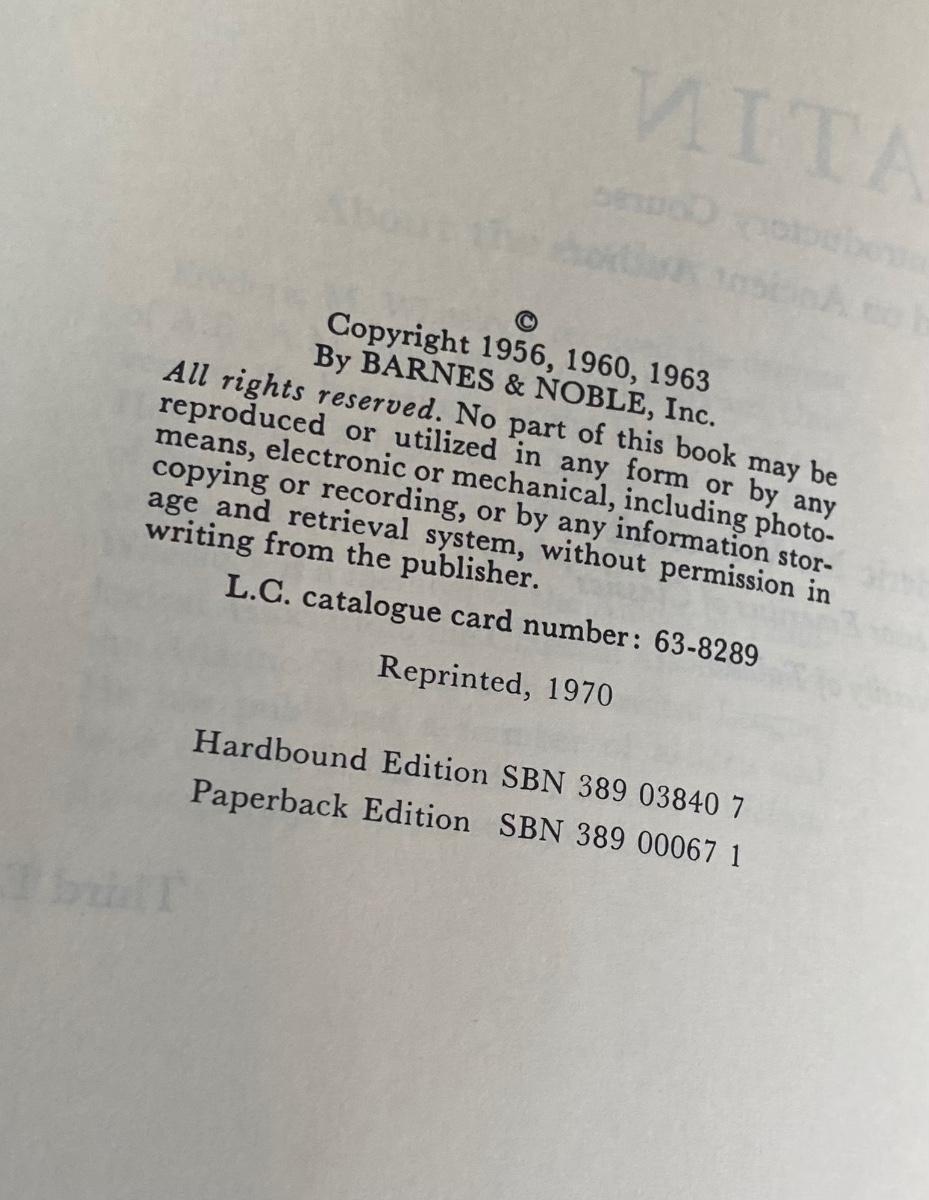 ©
Copyright 1956, 1960, 1963
By BARNES & NOBLE, Inc.
All rights reserved. No part of this book may be
reproduced or utilized in any form or by any
means, electronic or mechanical, including photo-
copying or recording, or by any information stor-
age and retrieval system, without permission in
writing from the publisher.
L.C. catalogue card number: 63-8289
Reprinted, 1970
Hardbound Edition SBN 389 03840 7
Paperback Edition SBN 389 00067 1